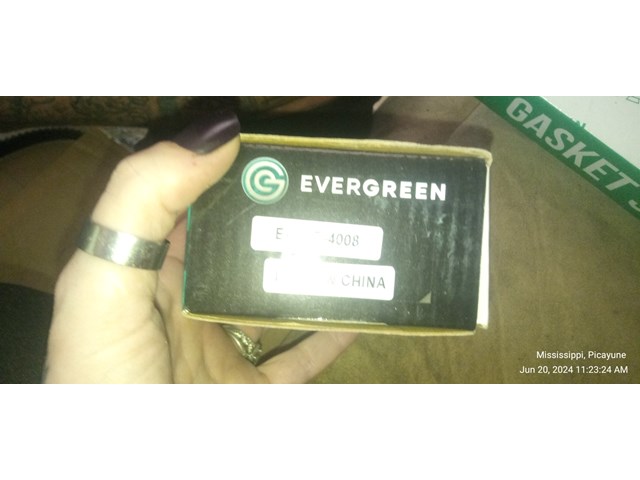 GASKET
EVERGREEN
4008
CHINA
Mississippi, Picayune
Jun 20, 2024 11:23:24 AM